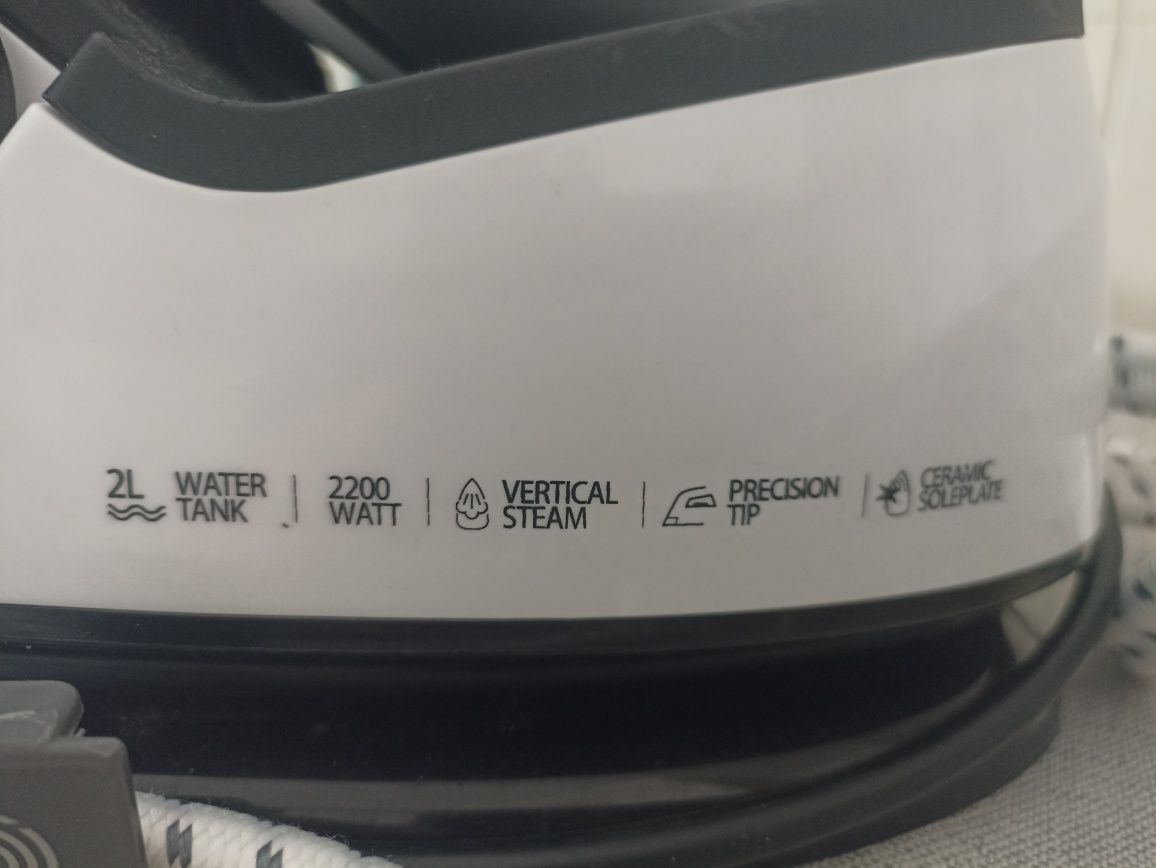 2L WATER TANK
2200 WATT
VERTICAL STEAM
PRECISION TIP
CERAMIC SOLEPLATE